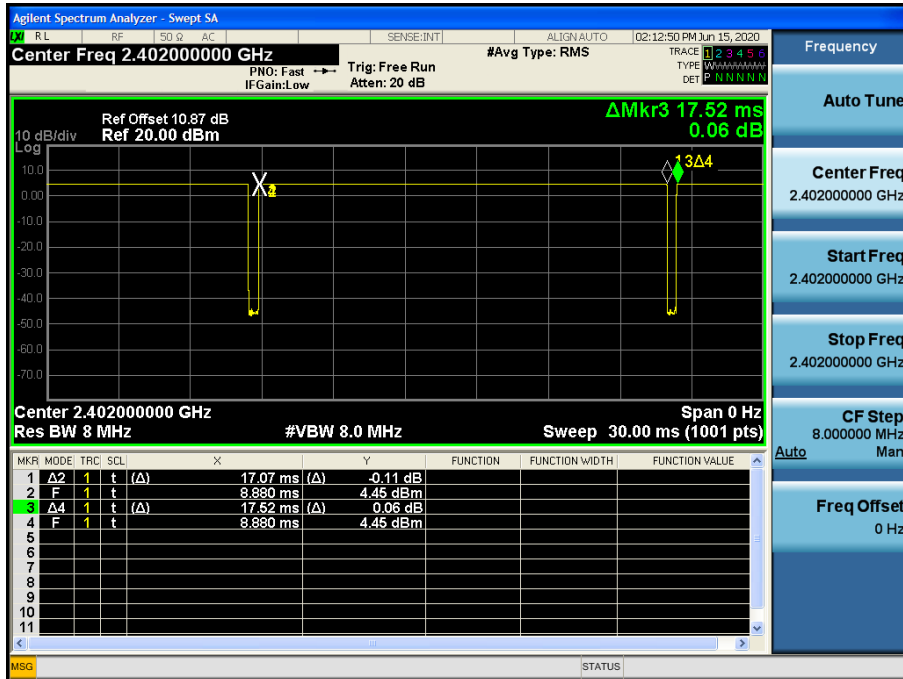 Agilent Spectrum Analyzer - Swept SA
LXI RL RF 50 Ω AC SENSE:INT ALIGN AUTO 02:12:50 PM Jun 15, 2020
Center Freq 2.402000000 GHz #Avg Type: RMS TRACE 1 2 3 4 5 6
PNO: Fast Trig: Free Run TYPE W
IFGain:Low Atten: 20 dB DET P N N N N N
Frequency
Auto Tune
Center Freq
2.402000000 GHz
Start Freq
2.402000000 GHz
Stop Freq
2.402000000 GHz
CF Step
8.000000 MHz
Auto Man
Freq Offset
0 Hz
ΔMkr3 17.52 ms
0.06 dB
Ref Offset 10.87 dB
10 dB/div Ref 20.00 dBm
Log
10.0
0.00
-10.0
-20.0
-30.0
-40.0
-50.0
-60.0
-70.0
X
3Δ4
Center 2.402000000 GHz Span 0 Hz
Res BW 8 MHz #VBW 8.0 MHz Sweep 30.00 ms (1001 pts)
MKR MODE TRC SCL X Y FUNCTION FUNCTION WIDTH FUNCTION VALUE
1 Δ2 1 t (Δ) 17.07 ms (Δ) -0.11 dB
2 F 1 t 8.880 ms 4.45 dBm
3 Δ4 1 t (Δ) 17.52 ms (Δ) 0.06 dB
4 F 1 t 8.880 ms 4.45 dBm
5
6
7
8
9
10
11
MSG STATUS